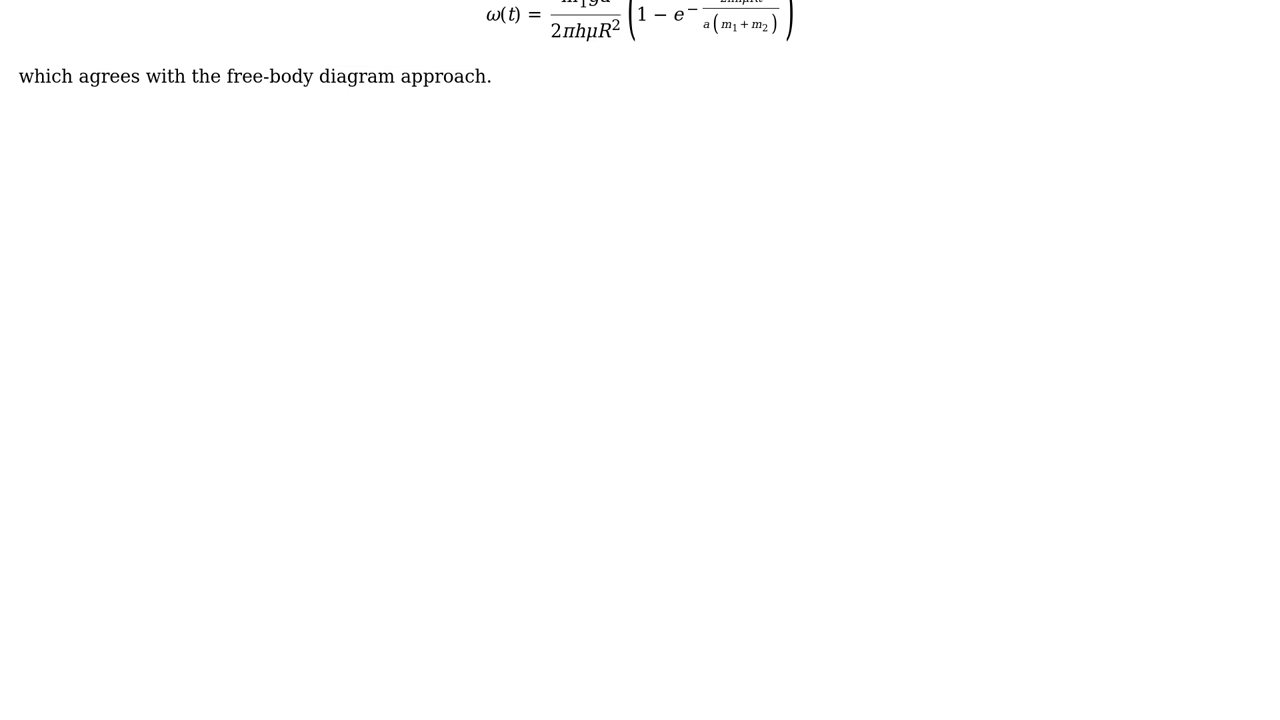 ω(t) = / 2πhμR² (1 − e^− / a(m₁ + m₂))
which agrees with the free-body diagram approach.